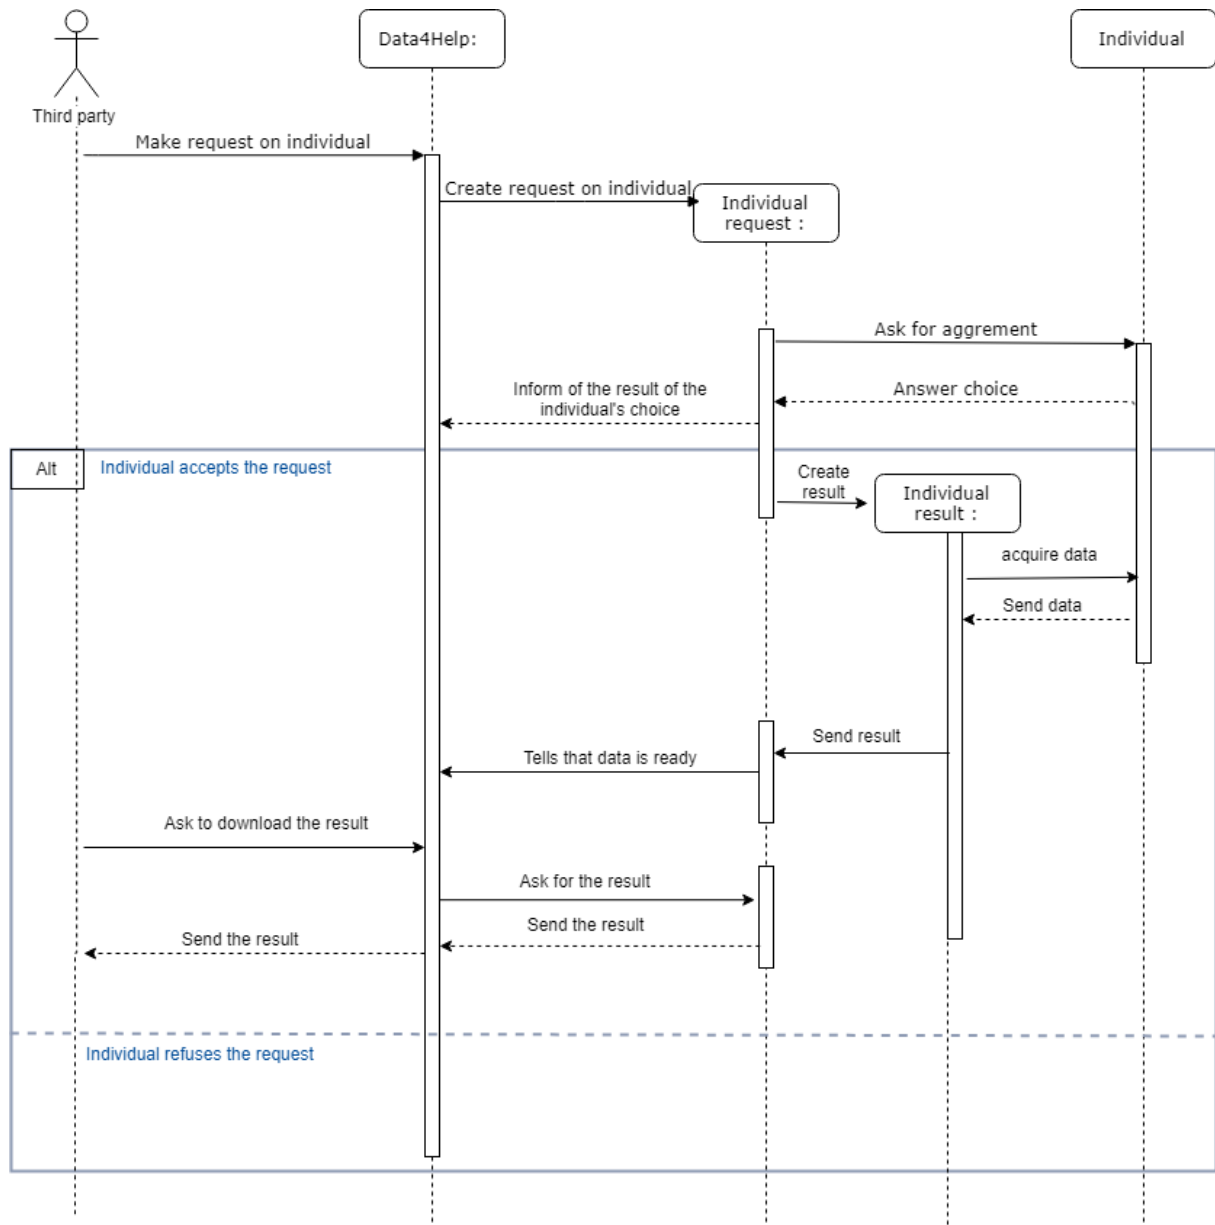 Data4Help:
Individual
Third party
Make request on individual
Create request on individual
Individual
request :
Ask for aggrement
Answer choice
Inform of the result of the
individual's choice
Alt
Individual accepts the request
Create
result
Individual
result :
acquire data
Send data
Send result
Tells that data is ready
Ask to download the result
Ask for the result
Send the result
Send the result
Individual refuses the request